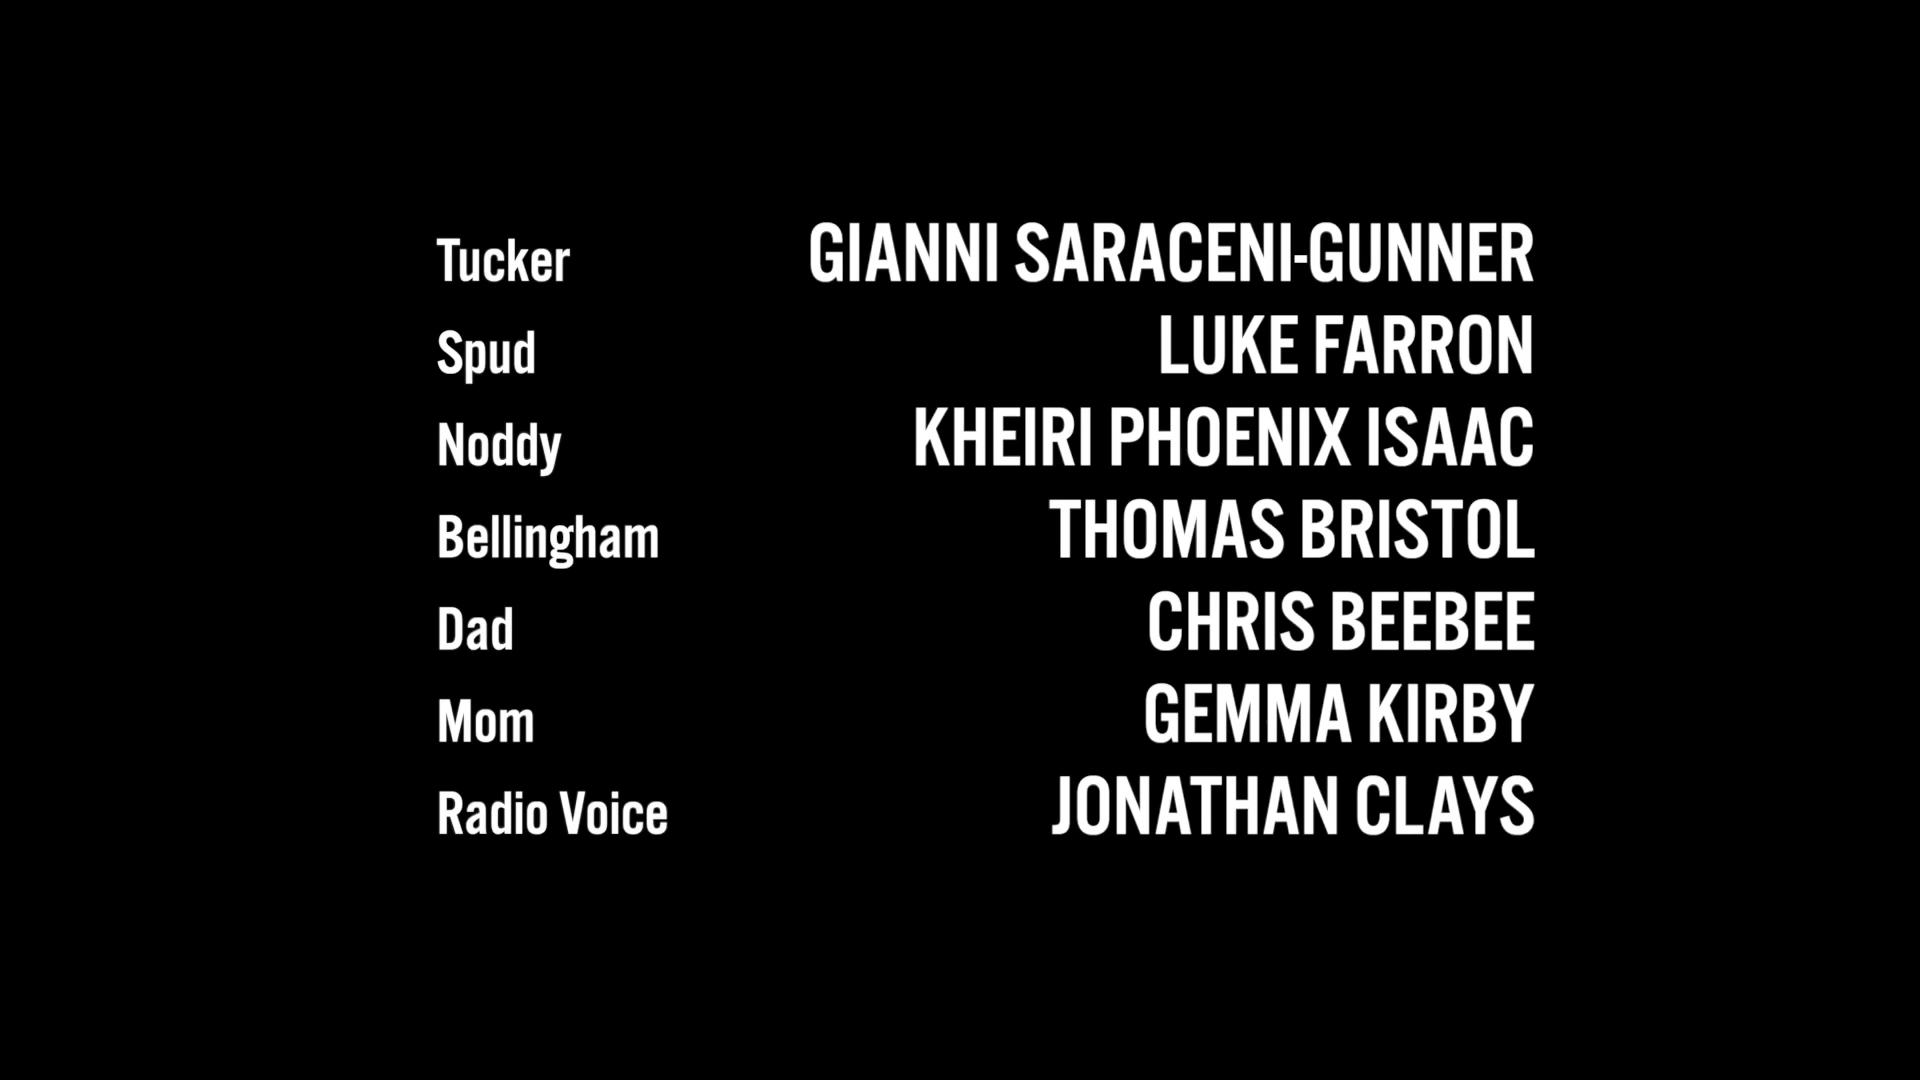 Tucker GIANNI SARACENI-GUNNER
Spud LUKE FARRON
Noddy KHEIRI PHOENIX ISAAC
Bellingham THOMAS BRISTOL
Dad CHRIS BEEBEE
Mom GEMMA KIRBY
Radio Voice JONATHAN CLAYS